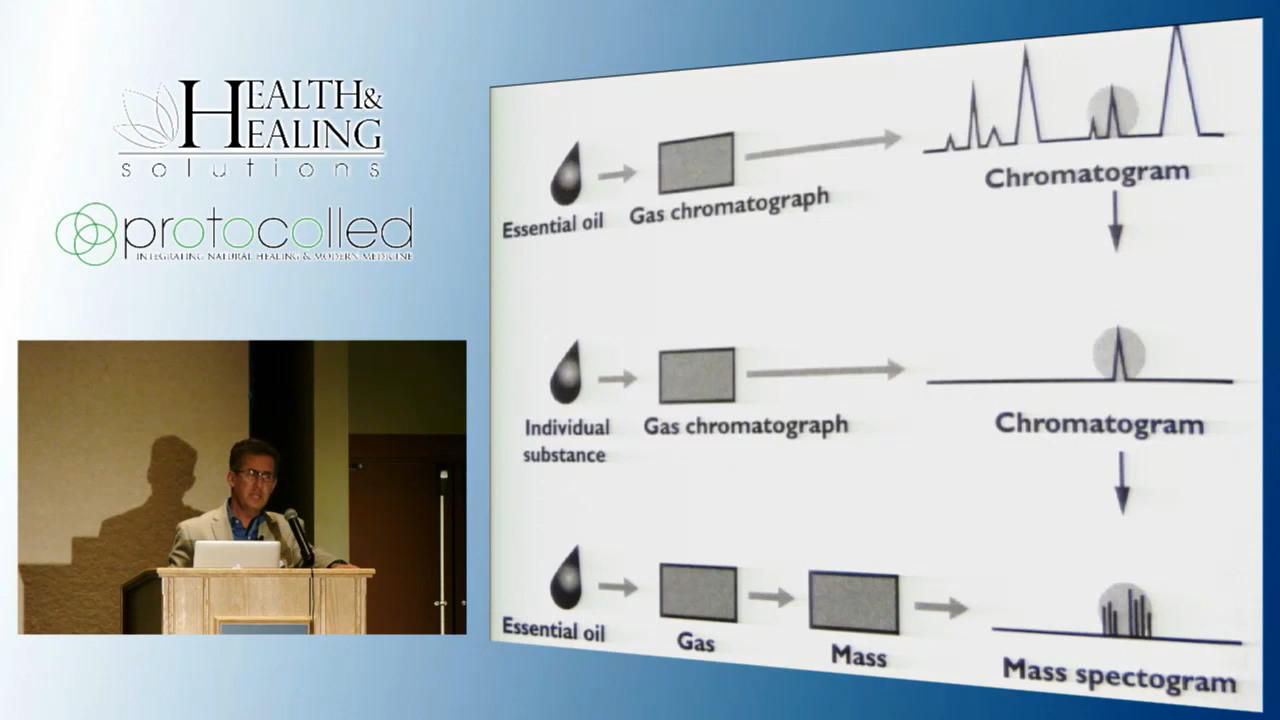 HEALTH&
HEALING
solutions
protocolled
INTEGRATING NATURAL HEALING & MODERN MEDICINE
Essential oil
Gas chromatograph
Chromatogram
Individual
substance
Gas chromatograph
Chromatogram
Essential oil
Gas
Mass
Mass spectogram